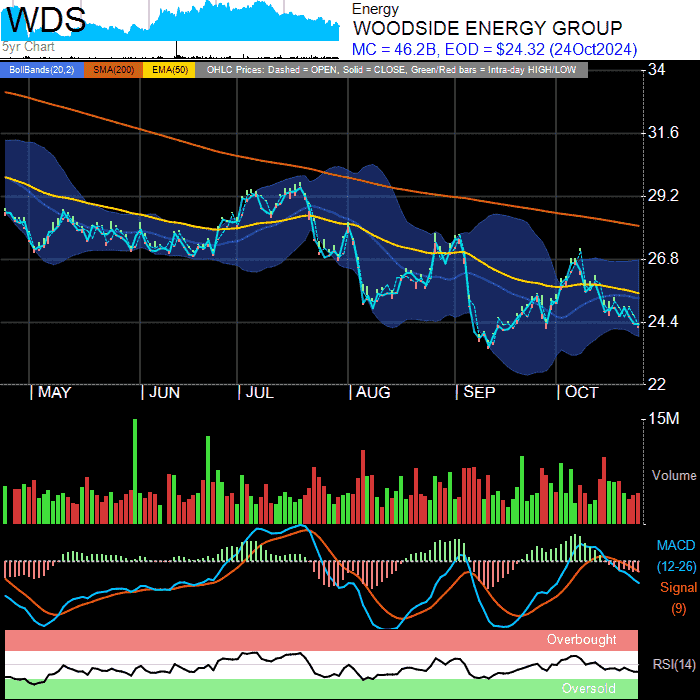 WDS
5yr Chart
Energy
WOODSIDE ENERGY GROUP
MC = 46.2B, EOD = $24.32 (24Oct2024)
BollBands(20,2) SMA(200) EMA(50) OHLC Prices: Dashed = OPEN, Solid = CLOSE, Green/Red bars = Intra-day HIGH/LOW
34
31.6
29.2
26.8
24.4
22
MAY JUN JUL AUG SEP OCT
15M
Volume
MACD
(12-26)
Signal
(9)
Overbought
RSI(14)
Oversold